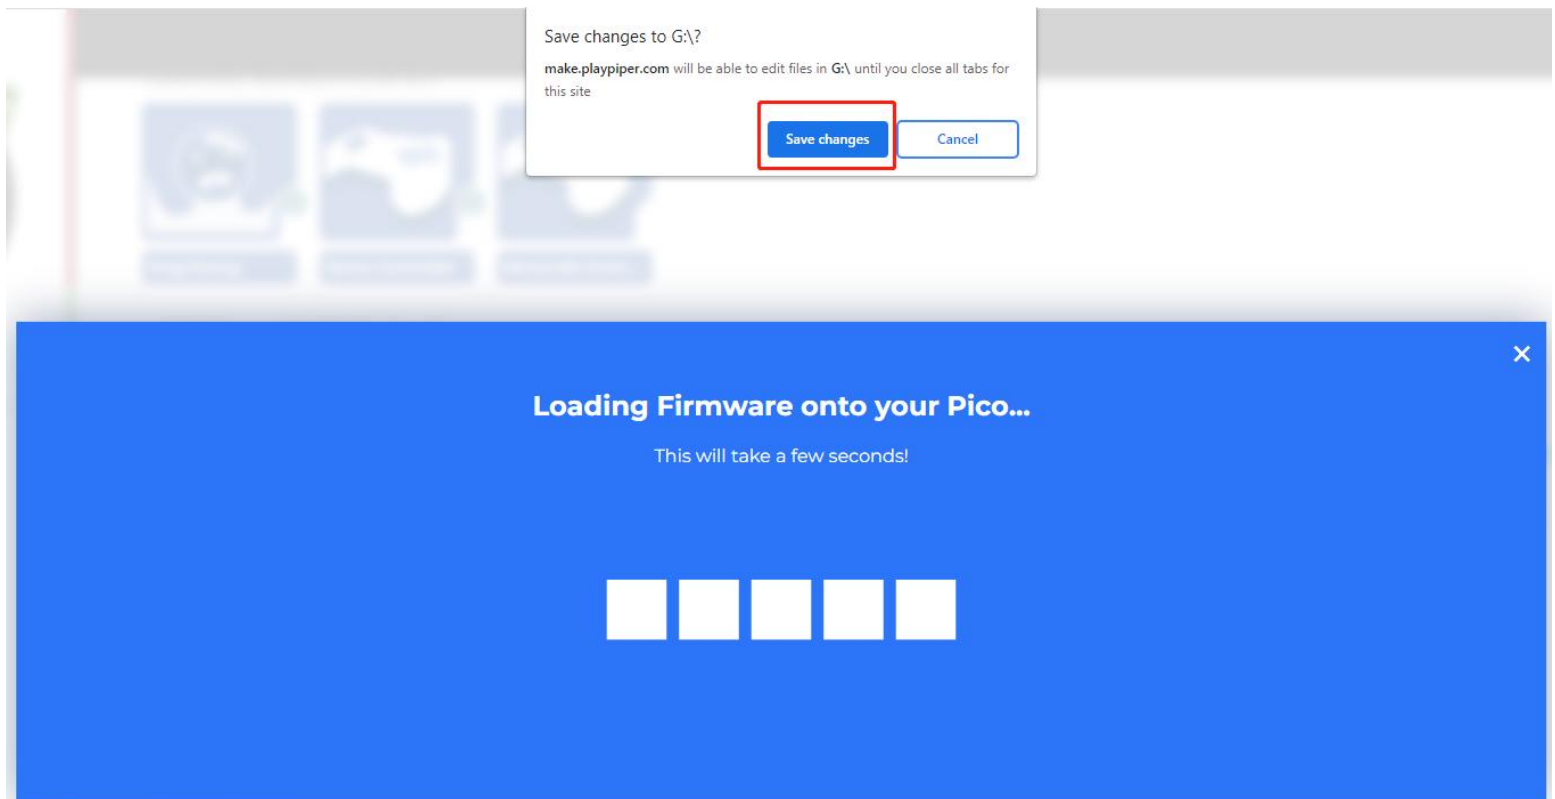 Save changes to G:\?
make.playpiper.com will be able to edit files in G:\ until you close all tabs for
this site
Save changes
Cancel
Loading Firmware onto your Pico...
This will take a few seconds!